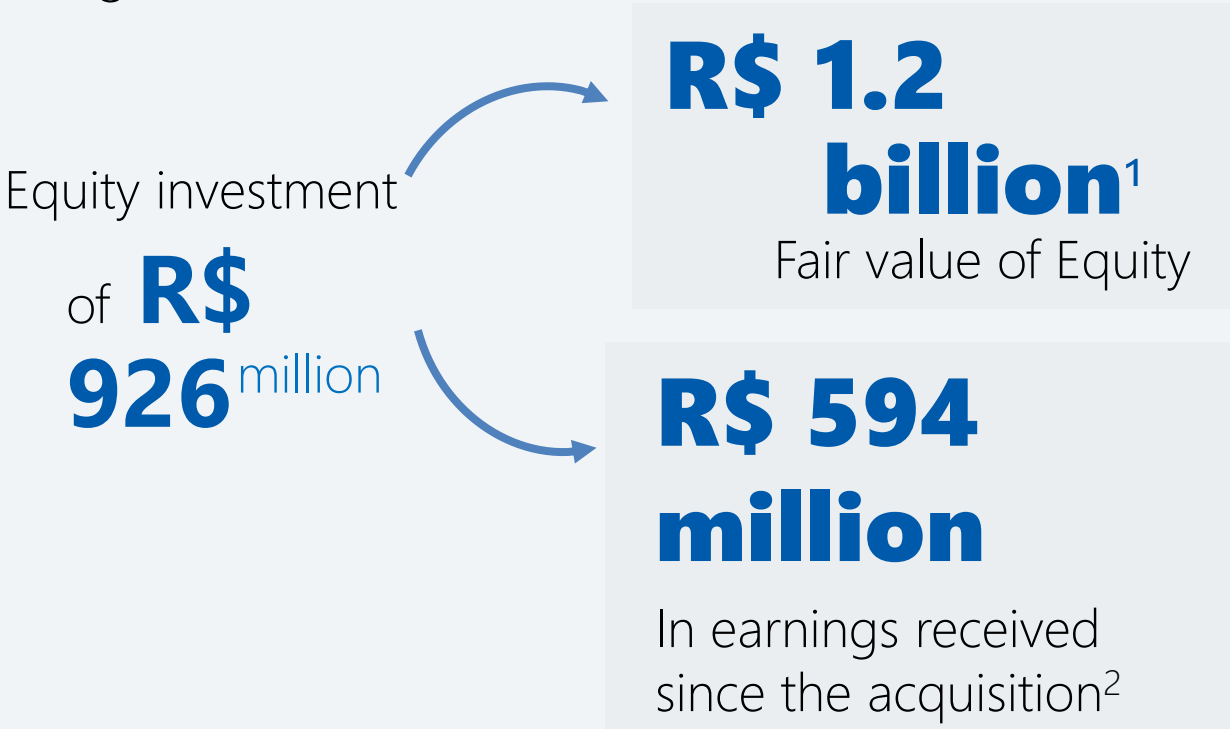 Equity investment
of R$
926 million
R$ 1.2
billion¹
Fair value of Equity
R$ 594
million
In earnings received
since the acquisition²